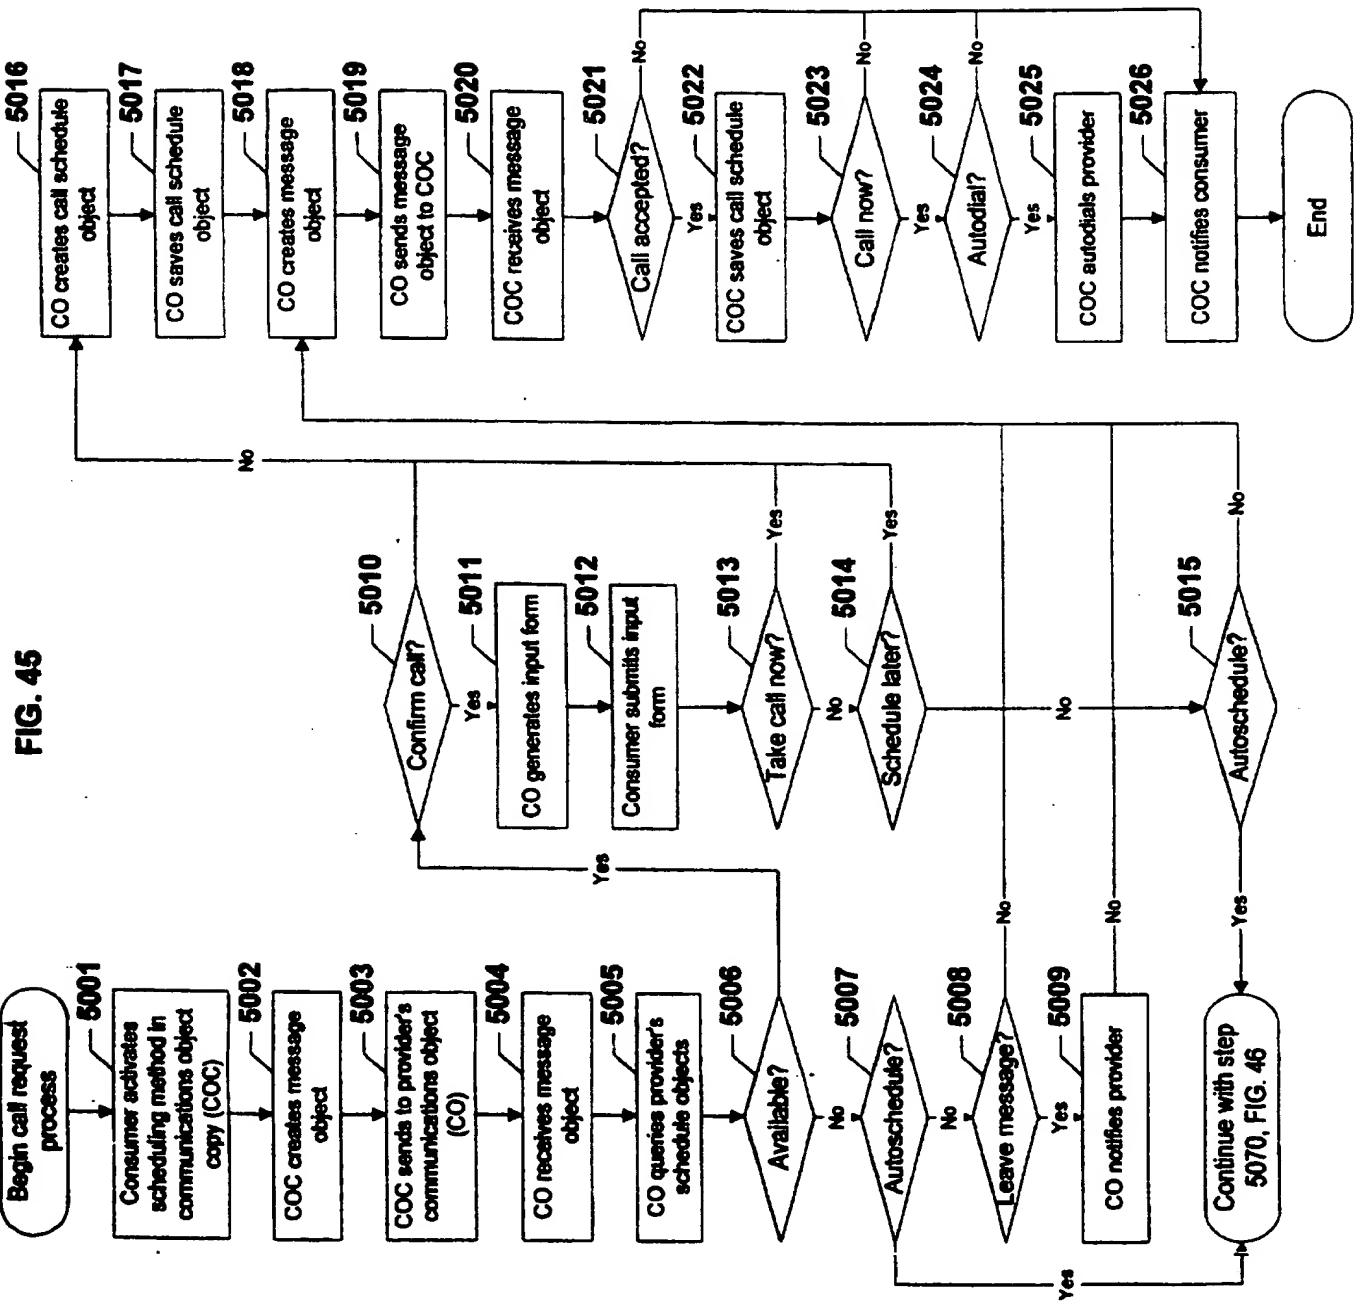 FIG. 45
Begin call request
process
5001
Consumer activates
scheduling method in
communications object
copy (COC)
5002
COC creates message
object
5003
COC sends to provider's
communications object
(CO)
5004
CO receives message
object
5005
CO queries provider's
schedule objects
5006
Available?
Yes
No
5007
Autoschedule?
Yes
No
5008
Leave message?
No
Yes
5009
CO notifies provider
No
Continue with step
5070, FIG. 46
5010
Confirm call?
No
Yes
5011
CO generates input form
5012
Consumer submits input
form
5013
Take call now?
Yes
No
5014
Schedule later?
Yes
No
5015
Autoschedule?
No
Yes
5016
CO creates call schedule
object
5017
CO saves call schedule
object
5018
CO creates message
object
5019
CO sends message
object to COC
5020
COC receives message
object
5021
Call accepted?
No
Yes
5022
COC saves call schedule
object
5023
Call now?
No
Yes
5024
Autodial?
No
Yes
5025
COC autodials provider
5026
COC notifies consumer
End